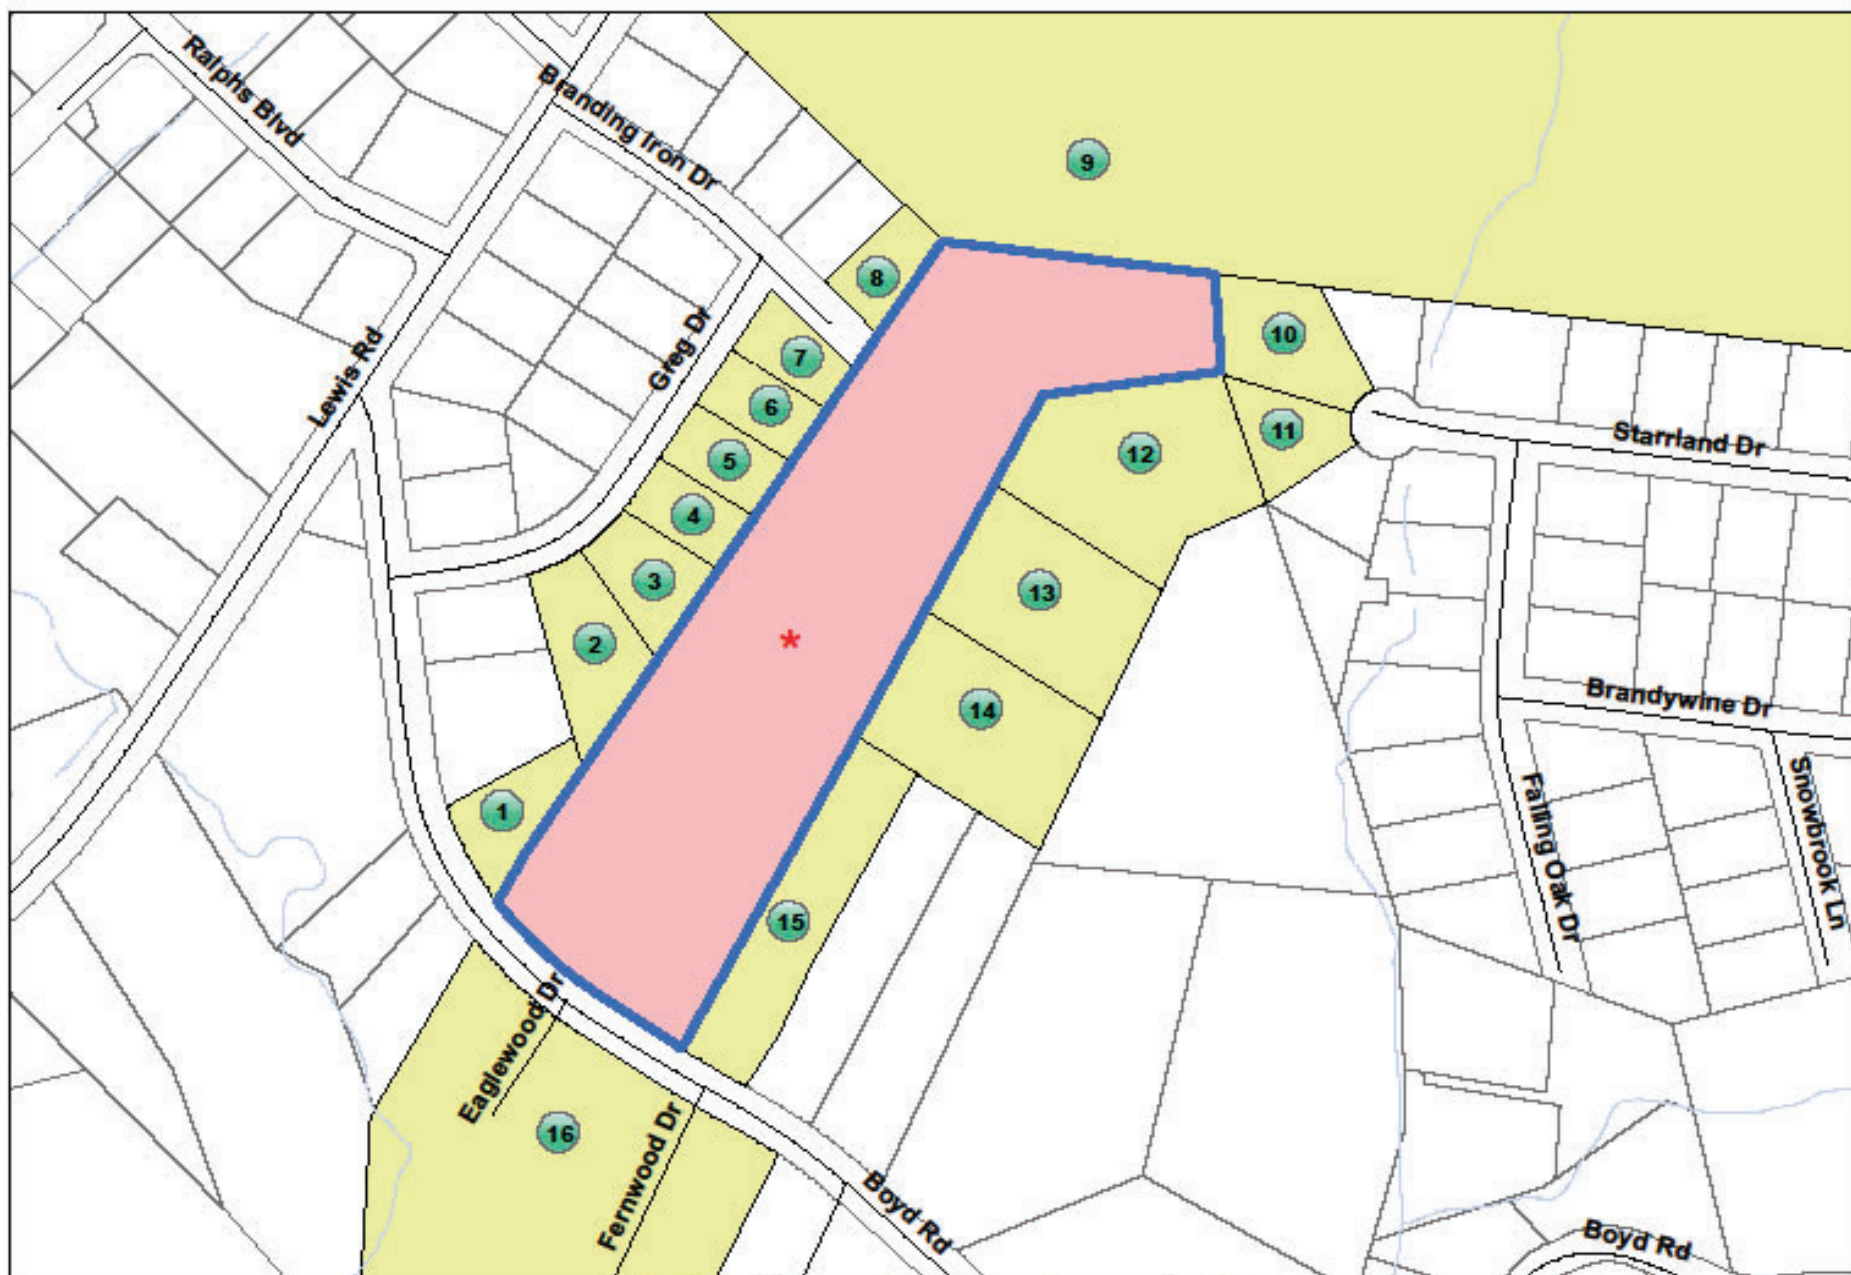 Ralphs Blvd
Branding Iron Dr
9
8
Greg Dr
7
10
Lewis Rd
6
11
12
Starrland Dr
5
4
3
13
2
*
14
Brandywine Dr
1
Snowbrook Ln
Falling Oak Dr
15
Eaglewood Dr
16
Fernwood Dr
Boyd Rd
Boyd Rd